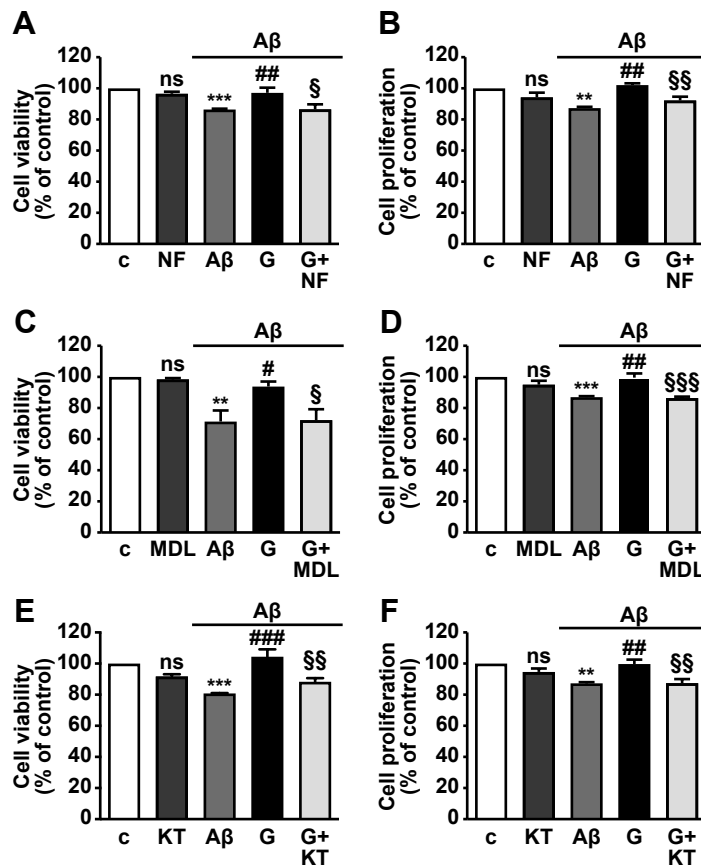 A
Aβ
Cell viability
(% of control)
120
100
80
60
40
20
0
ns
***
##
§
c
NF
Aβ
G
G+
NF
B
Aβ
Cell proliferation
(% of control)
120
100
80
60
40
20
0
ns
**
##
§§
c
NF
Aβ
G
G+
NF
C
Aβ
Cell viability
(% of control)
120
100
80
60
40
20
0
ns
**
#
§
c
MDL
Aβ
G
G+
MDL
D
Aβ
Cell proliferation
(% of control)
120
100
80
60
40
20
0
ns
***
##
§§§
c
MDL
Aβ
G
G+
MDL
E
Aβ
Cell viability
(% of control)
120
100
80
60
40
20
0
ns
***
###
§§
c
KT
Aβ
G
G+
KT
F
Aβ
Cell proliferation
(% of control)
120
100
80
60
40
20
0
ns
**
##
§§
c
KT
Aβ
G
G+
KT